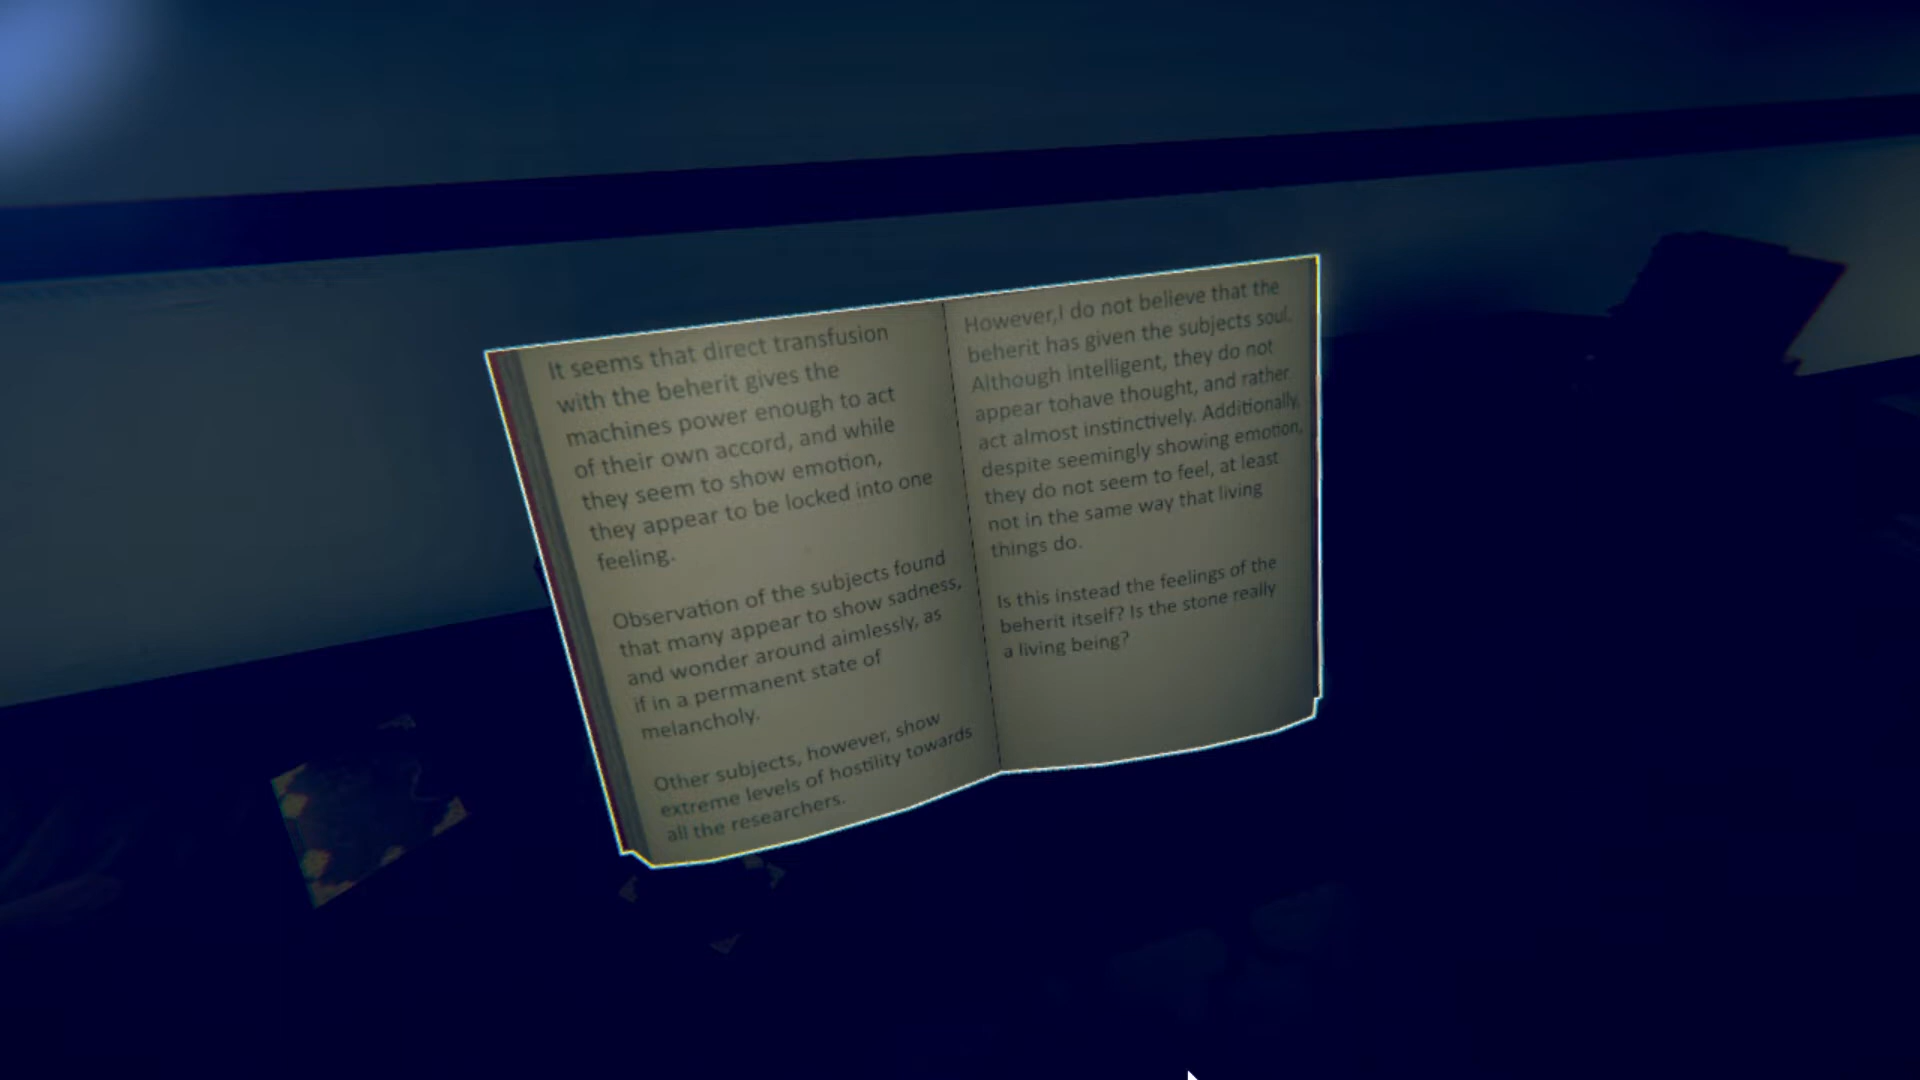 It seems that direct transfusion
with the beherit gives the
machines power enough to act
of their own accord, and while
they seem to show emotion,
they appear to be locked into one
feeling.
Observation of the subjects found
that many appear to show sadness,
and wonder around aimlessly, as
if in a permanent state of
melancholy.
Other subjects, however, show
extreme levels of hostility towards
all the researchers.
However,I do not believe that the
beherit has given the subjects soul.
Although intelligent, they do not
appear tohave thought, and rather
act almost instinctively. Additionally,
despite seemingly showing emotion,
they do not seem to feel, at least
not in the same way that living
things do.
Is this instead the feelings of the
beherit itself? Is the stone really
a living being?